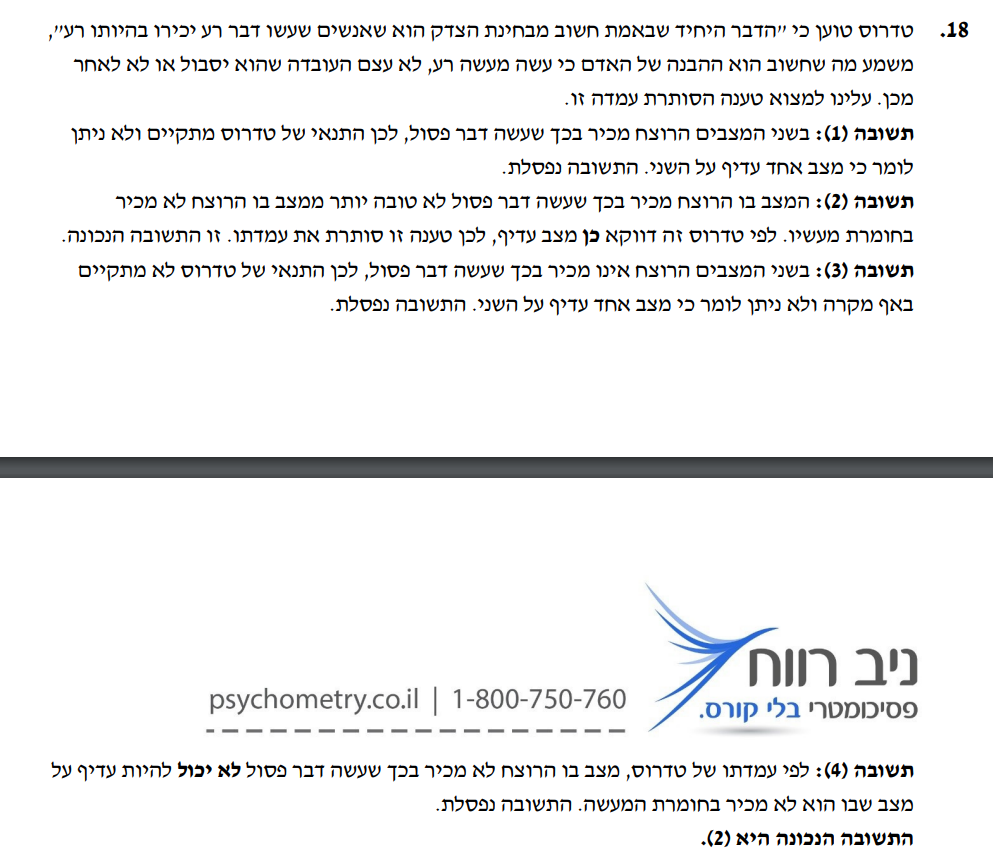 18. טדרוס טוען כי "הדבר היחיד שבאמת חשוב מבחינת הצדק הוא שאנשים שעשו דבר רע יכירו בהיותו רע",
משמע מה שחשוב הוא ההבנה של האדם כי עשה מעשה רע, לא עצם העובדה שהוא יסבול או לא לאחר
מכן. עלינו למצוא טענה הסותרת עמדה זו.
תשובה (1): בשני המצבים הרוצח מכיר בכך שעשה דבר פסול, לכן התנאי של טדרוס מתקיים ולא ניתן
לומר כי מצב אחד עדיף על השני. התשובה נפסלת.
תשובה (2): המצב בו הרוצח מכיר בכך שעשה דבר פסול לא טובה יותר ממצב בו הרוצח לא מכיר
בחומרת מעשיו. לפי טדרוס זה דווקא כן מצב עדיף, לכן טענה זו סותרת את עמדתו. זו התשובה הנכונה.
תשובה (3): בשני המצבים הרוצח אינו מכיר בכך שעשה דבר פסול, לכן התנאי של טדרוס לא מתקיים
באף מקרה ולא ניתן לומר כי מצב אחד עדיף על השני. התשובה נפסלת.
ניב רווח
פסיכומטרי בלי קורס.
psychometry.co.il | 1-800-750-760
תשובה (4): לפי עמדתו של טדרוס, מצב בו הרוצח לא מכיר בכך שעשה דבר פסול לא יכול להיות עדיף על
מצב שבו הוא לא מכיר בחומרת המעשה. התשובה נפסלת.
התשובה הנכונה היא (2).